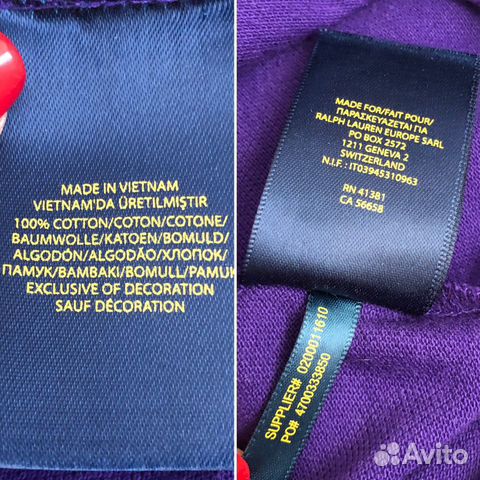 MADE IN VIETNAM
VIETNAM'DA ÜRETILMIŞTIR
100% COTTON/COTON/COTONE/
BAUMWOLLE/KATOEN/BOMULD/
ALGODÓN/ALGODÃO/ХЛОПОК/
ПАМУК/BAMBAKI/BOMULL/PAMUK
EXCLUSIVE OF DECORATION
SAUF DÉCORATION
MADE FOR/FAIT POUR/
ΠΑΡΑΣΚΕΥΑΖΕΤΑΙ ΓΙΑ
RALPH LAUREN EUROPE SARL
PO BOX 2572
1211 GENEVA 2
SWITZERLAND
N.I.F. : IT03945310963
RN 41381
CA 56658
SUPPLIER# 0200011610
PO# 4700333850
Avito